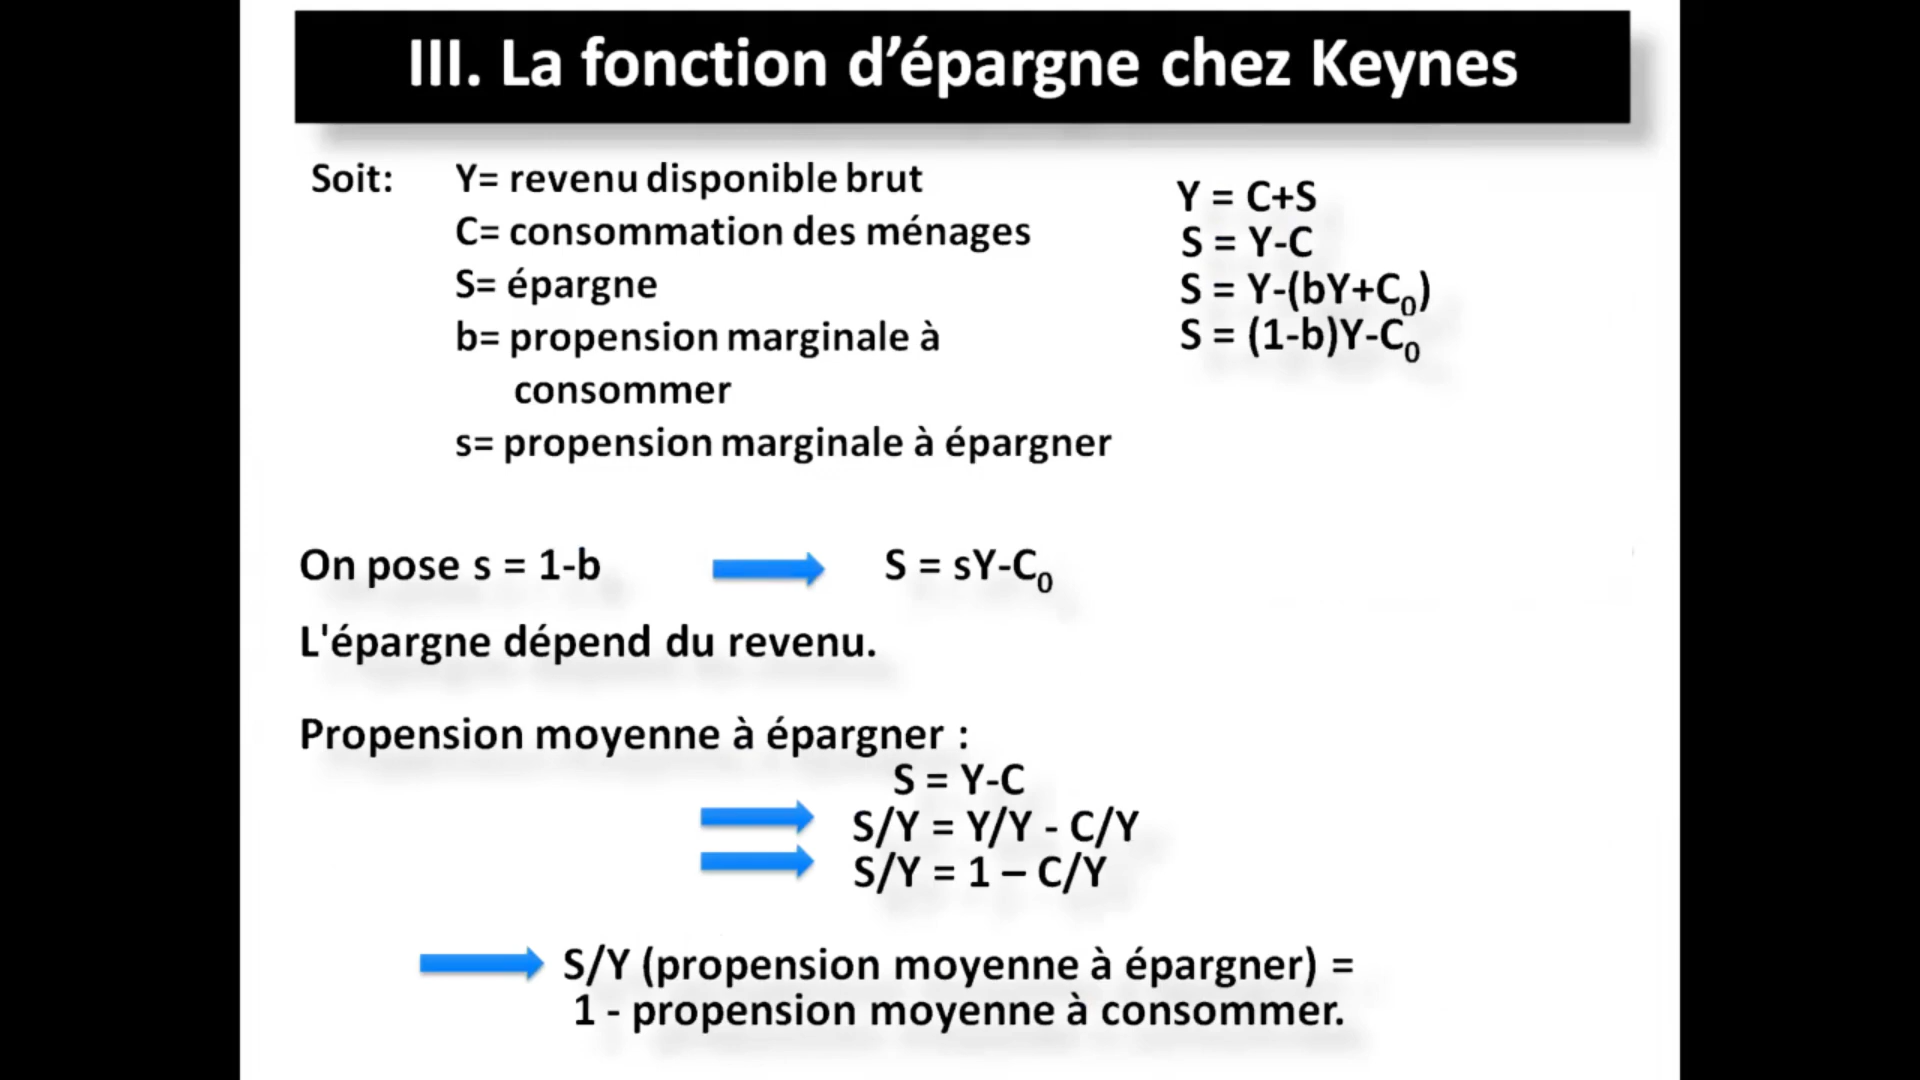 III. La fonction d’épargne chez Keynes
Soit: Y= revenu disponible brut
C= consommation des ménages
S= épargne
b= propension marginale à
consommer
s= propension marginale à épargner
Y = C+S
S = Y-C
S = Y-(bY+C₀)
S = (1-b)Y-C₀
On pose s = 1-b
S = sY-C₀
L'épargne dépend du revenu.
Propension moyenne à épargner :
S = Y-C
S/Y = Y/Y - C/Y
S/Y = 1 – C/Y
S/Y (propension moyenne à épargner) =
1 - propension moyenne à consommer.